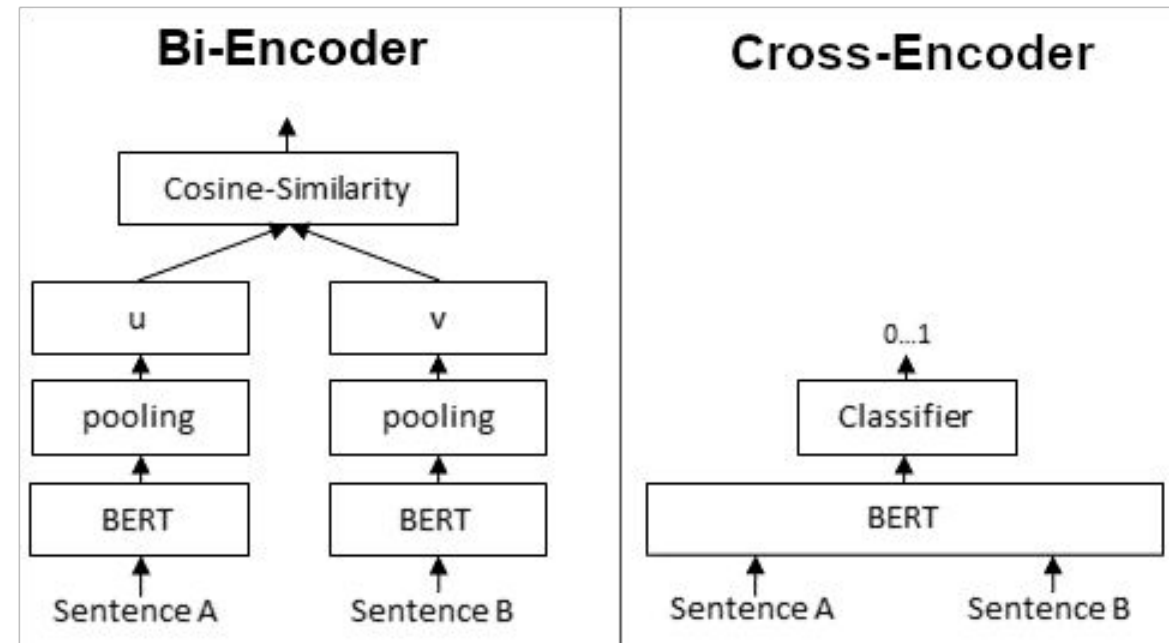 Bi-Encoder
Cosine-Similarity
u v
pooling pooling
BERT BERT
Sentence A Sentence B
Cross-Encoder
0...1
Classifier
BERT
Sentence A Sentence B